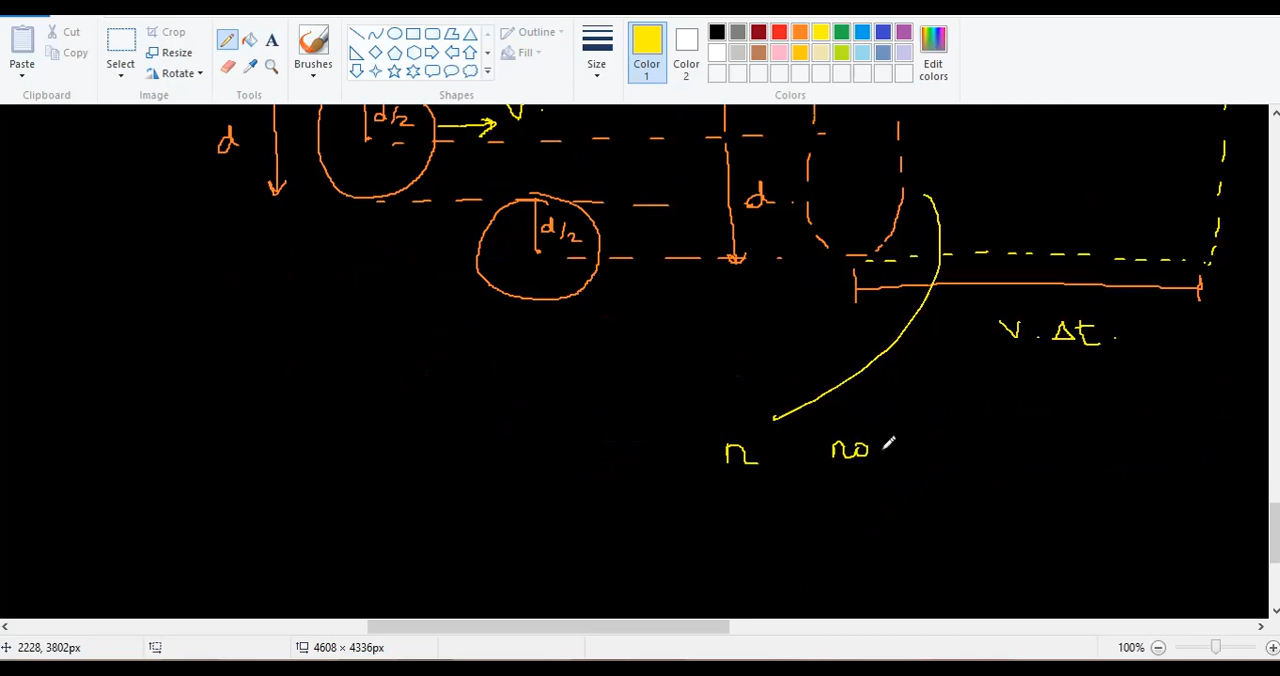 Paste
Cut
Copy
Clipboard
Select
Crop
Resize
Rotate
Image
A
Tools
Brushes
Outline
Fill
Shapes
Size
Color 1
Color 2
Edit colors
Colors
d/2
V.
d
d
d/2
V . Δt .
n no
2228, 3802px
4608 × 4336px
100%